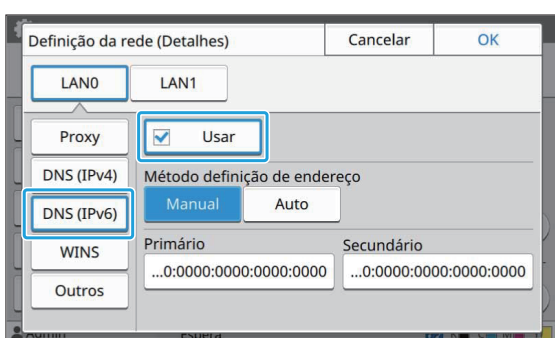 Definição da rede (Detalhes) Cancelar OK
LAN0 LAN1
Proxy
DNS (IPv4)
DNS (IPv6)
WINS
Outros
Usar
Método definição de endereço
Manual Auto
Primário Secundário
...0:0000:0000:0000:0000 ...0:0000:0000:0000:0000